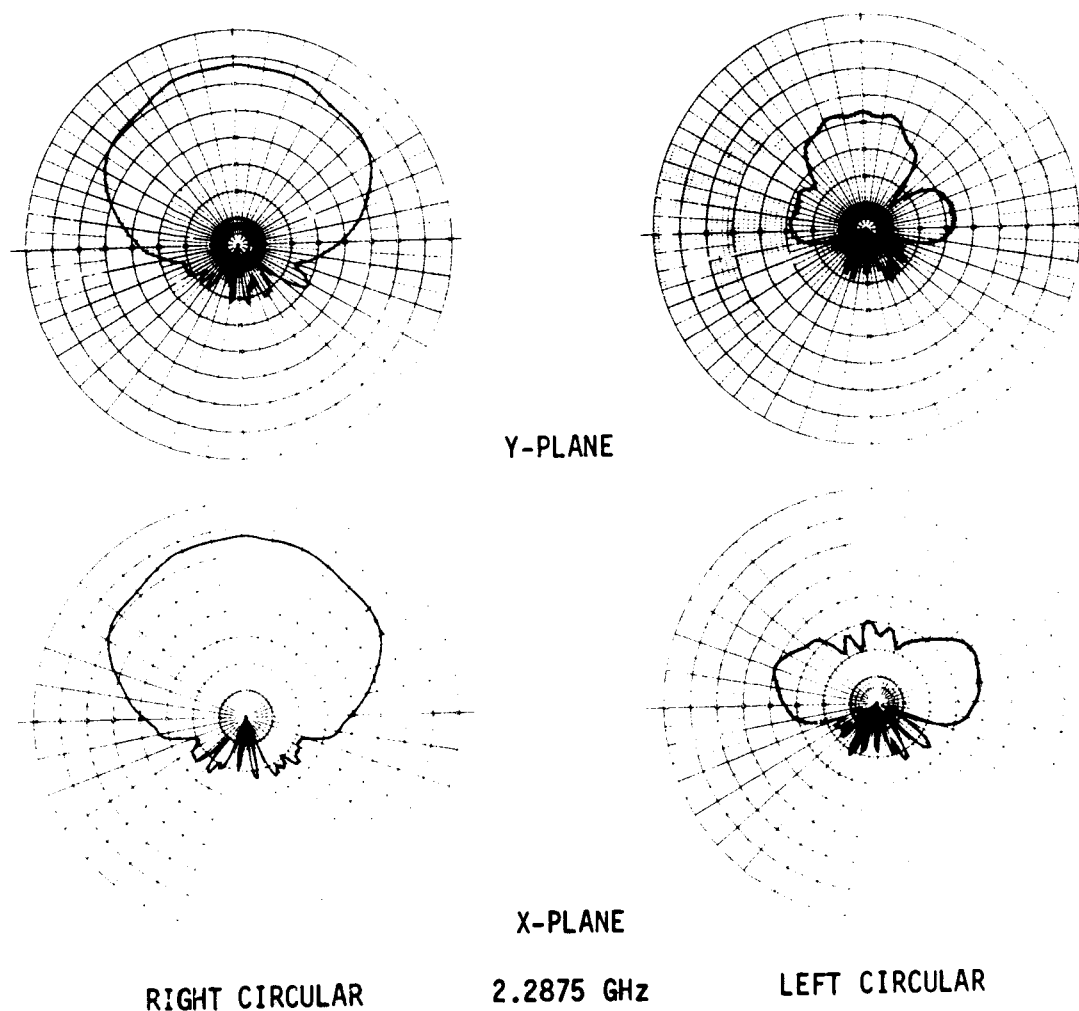 Y-PLANE
X-PLANE
RIGHT CIRCULAR
2.2875 GHz
LEFT CIRCULAR